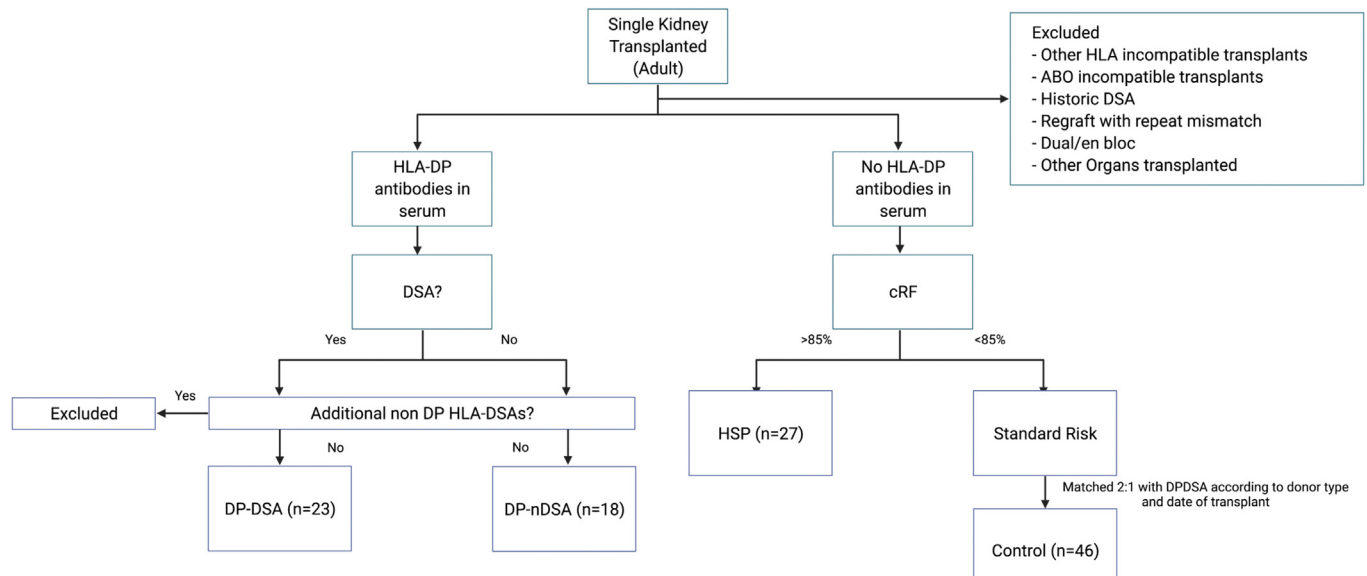 Single Kidney
Transplanted
(Adult)
Excluded
- Other HLA incompatible transplants
- ABO incompatible transplants
- Historic DSA
- Regraft with repeat mismatch
- Dual/en bloc
- Other Organs transplanted
HLA-DP
antibodies in
serum
No HLA-DP
antibodies in
serum
DSA?
cRF
Yes
No
>85%
<85%
Excluded
Yes
Additional non DP HLA-DSAs?
HSP (n=27)
Standard Risk
No
No
DP-DSA (n=23)
DP-nDSA (n=18)
Matched 2:1 with DPDSA according to donor type
and date of transplant
Control (n=46)